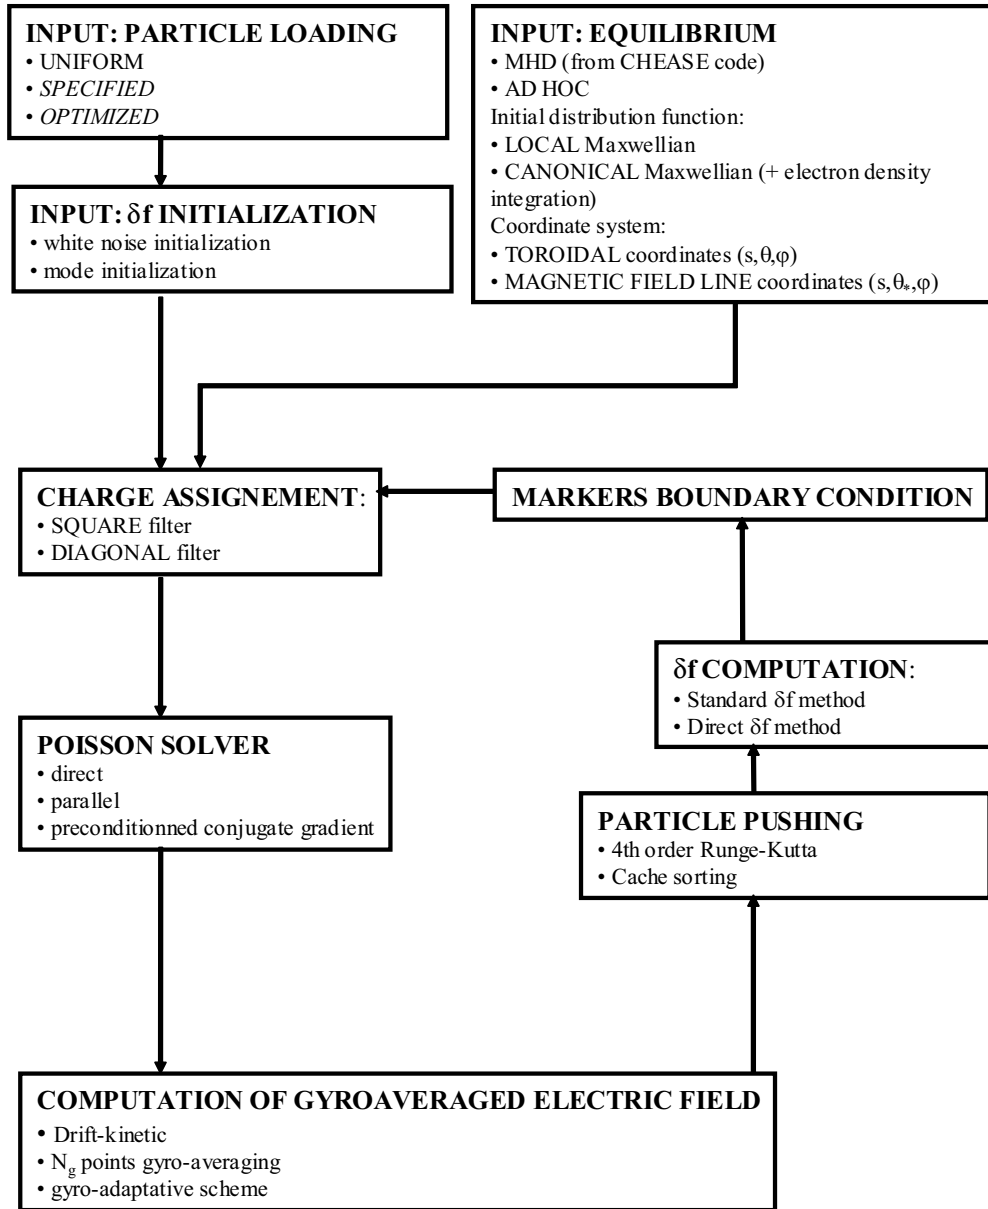 INPUT: PARTICLE LOADING
• UNIFORM
• SPECIFIED
• OPTIMIZED
INPUT: EQUILIBRIUM
• MHD (from CHEASE code)
• AD HOC
Initial distribution function:
• LOCAL Maxwellian
• CANONICAL Maxwellian (+ electron density
integration)
Coordinate system:
• TOROIDAL coordinates (s,θ,φ)
• MAGNETIC FIELD LINE coordinates (s,θ*,φ)
INPUT: δf INITIALIZATION
• white noise initialization
• mode initialization
CHARGE ASSIGNEMENT:
• SQUARE filter
• DIAGONAL filter
MARKERS BOUNDARY CONDITION
δf COMPUTATION:
• Standard δf method
• Direct δf method
POISSON SOLVER
• direct
• parallel
• preconditionned conjugate gradient
PARTICLE PUSHING
• 4th order Runge-Kutta
• Cache sorting
COMPUTATION OF GYROAVERAGED ELECTRIC FIELD
• Drift-kinetic
• Ng points gyro-averaging
• gyro-adaptative scheme